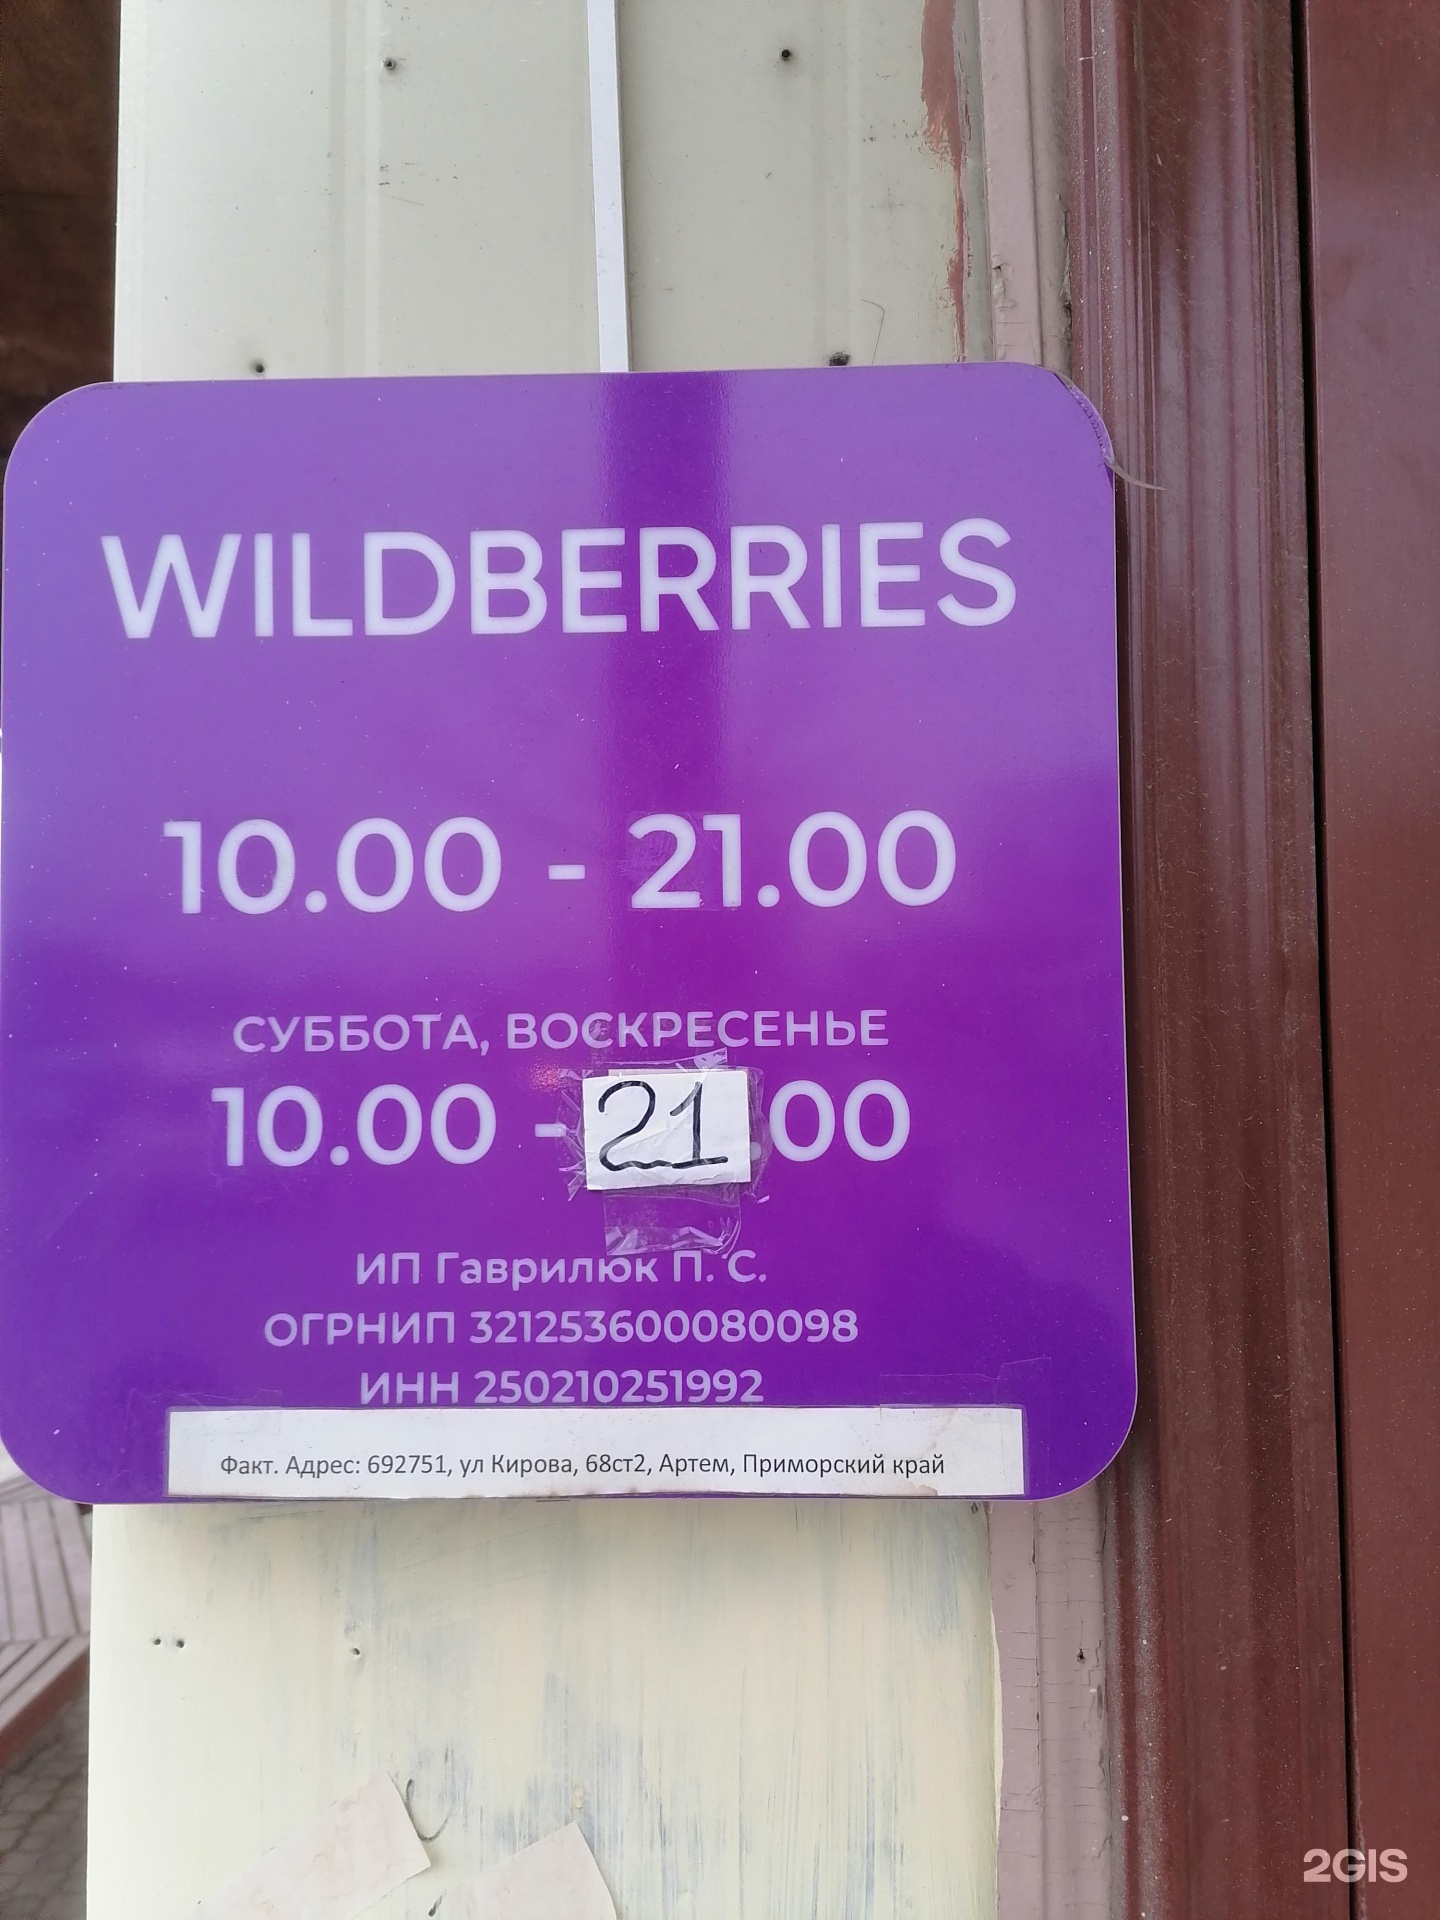 WILDBERRIES
10.00 - 21.00
СУББОТА, ВОСКРЕСЕНЬЕ
10.00 - 21.00
ИП Гаврилюк П. С.
ОГРНИП 321253600080098
ИНН 250210251992
Факт. Адрес: 692751, ул Кирова, 68ст2, Артем, Приморский край
2GIS